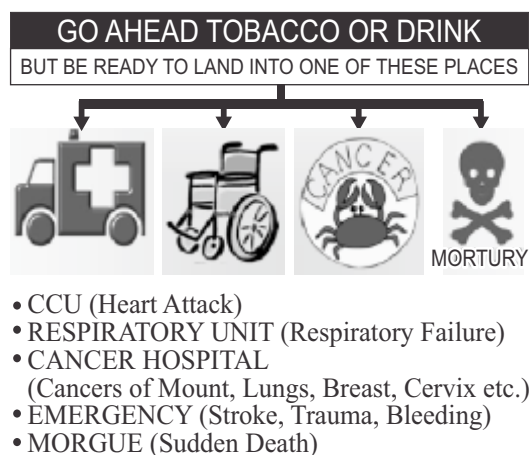 GO AHEAD TOBACCO OR DRINK
BUT BE READY TO LAND INTO ONE OF THESE PLACES
CANCER
MORTURY
• CCU (Heart Attack)
• RESPIRATORY UNIT (Respiratory Failure)
• CANCER HOSPITAL
(Cancers of Mount, Lungs, Breast, Cervix etc.)
• EMERGENCY (Stroke, Trauma, Bleeding)
• MORGUE (Sudden Death)